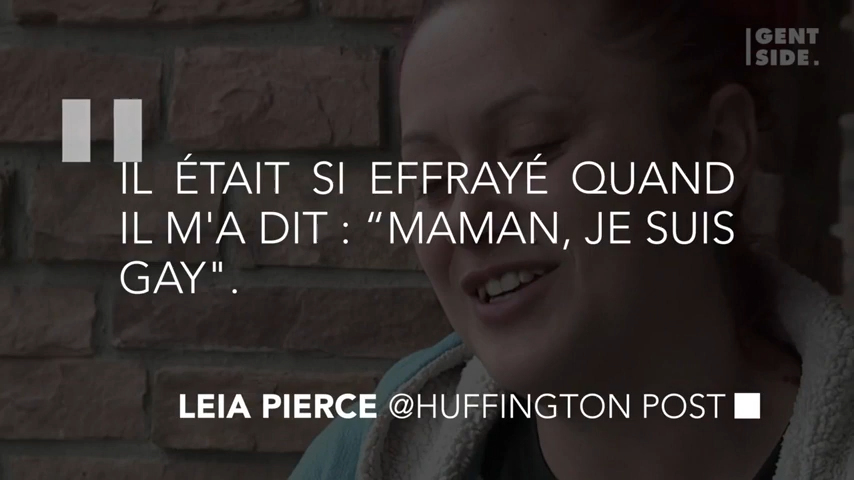 GENT
SIDE.
IL ÉTAIT SI EFFRAYÉ QUAND
IL M'A DIT : “MAMAN, JE SUIS
GAY".
LEIA PIERCE @HUFFINGTON POST